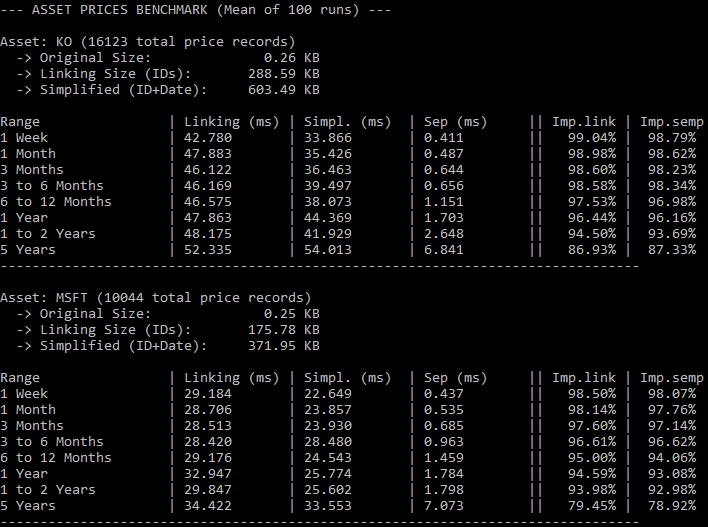 --- ASSET PRICES BENCHMARK (Mean of 100 runs) ---
Asset: KO (16123 total price records)
-> Original Size: 0.26 KB
-> Linking Size (IDs): 288.59 KB
-> Simplified (ID+Date): 603.49 KB
Range | Linking (ms) | Simpl. (ms) | Sep (ms) || Imp.link | Imp.semp
1 Week | 42.780 | 33.866 | 0.411 || 99.04% | 98.79%
1 Month | 47.883 | 35.426 | 0.487 || 98.98% | 98.62%
3 Months | 46.122 | 36.463 | 0.644 || 98.60% | 98.23%
3 to 6 Months | 46.169 | 39.497 | 0.656 || 98.58% | 98.34%
6 to 12 Months | 46.575 | 38.073 | 1.151 || 97.53% | 96.98%
1 Year | 47.863 | 44.369 | 1.703 || 96.44% | 96.16%
1 to 2 Years | 48.175 | 41.929 | 2.648 || 94.50% | 93.69%
5 Years | 52.335 | 54.013 | 6.841 || 86.93% | 87.33%
--------------------------------------------------------------------------------
Asset: MSFT (10044 total price records)
-> Original Size: 0.25 KB
-> Linking Size (IDs): 175.78 KB
-> Simplified (ID+Date): 371.95 KB
Range | Linking (ms) | Simpl. (ms) | Sep (ms) || Imp.link | Imp.semp
1 Week | 29.184 | 22.649 | 0.437 || 98.50% | 98.07%
1 Month | 28.706 | 23.857 | 0.535 || 98.14% | 97.76%
3 Months | 28.513 | 23.930 | 0.685 || 97.60% | 97.14%
3 to 6 Months | 28.420 | 28.480 | 0.963 || 96.61% | 96.62%
6 to 12 Months | 29.176 | 24.543 | 1.459 || 95.00% | 94.06%
1 Year | 32.947 | 25.774 | 1.784 || 94.59% | 93.08%
1 to 2 Years | 29.847 | 25.602 | 1.798 || 93.98% | 92.98%
5 Years | 34.422 | 33.553 | 7.073 || 79.45% | 78.92%
--------------------------------------------------------------------------------